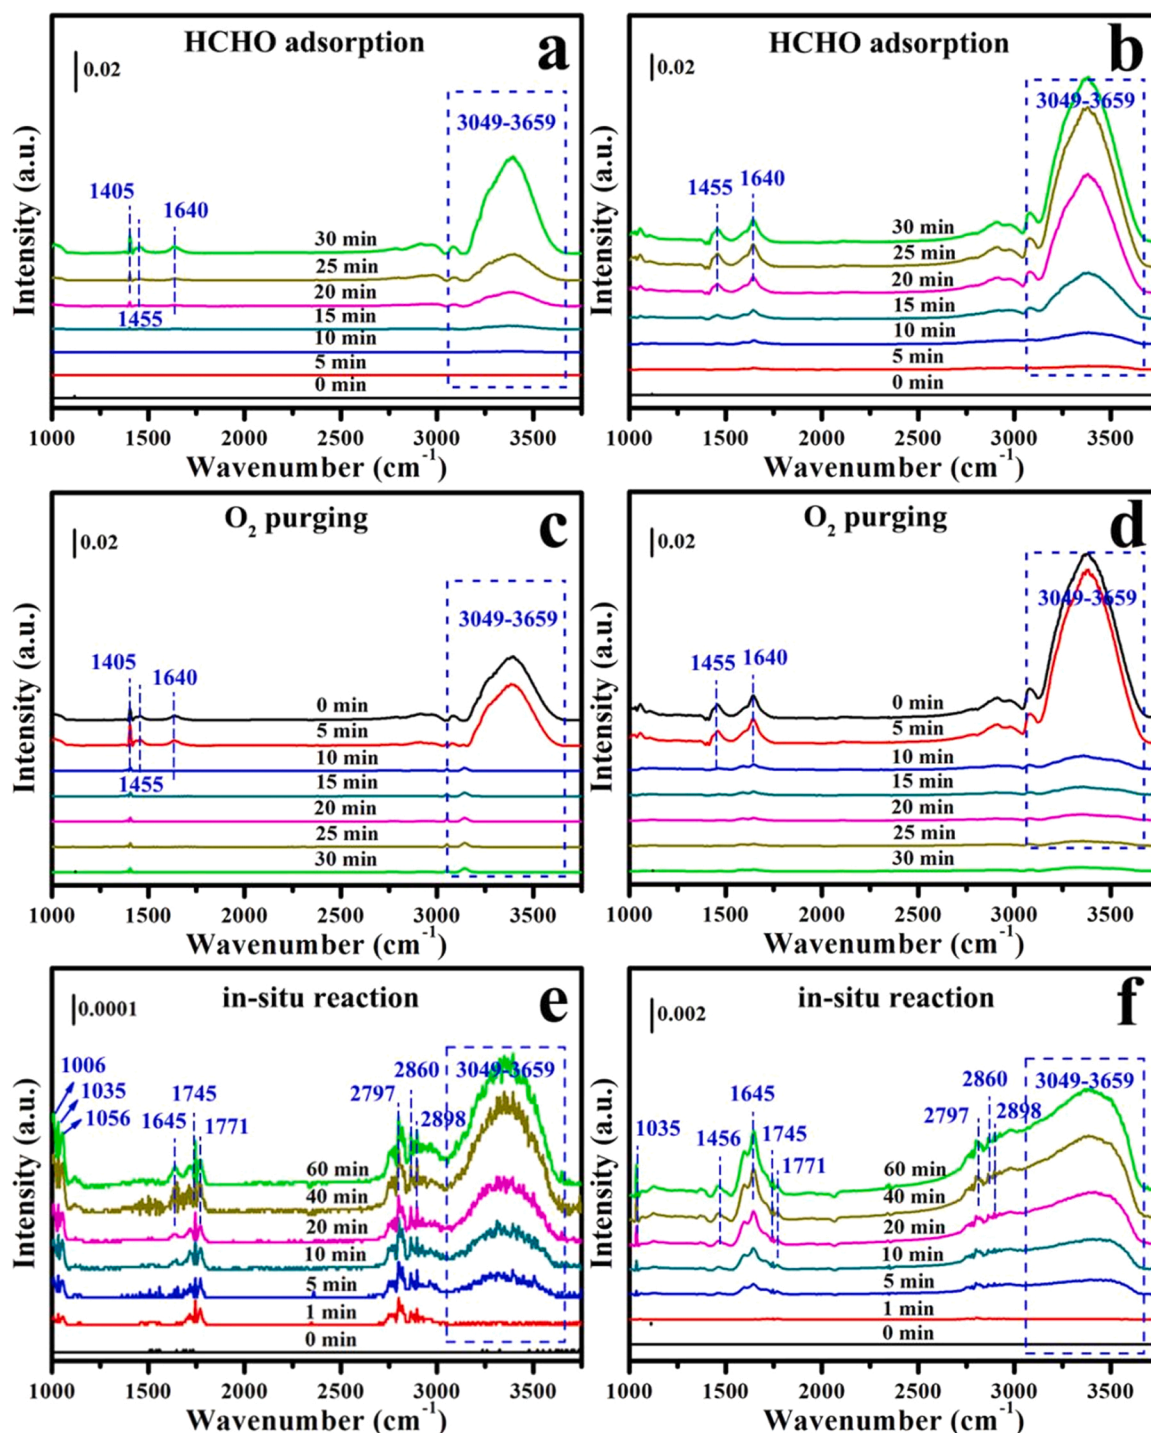 HCHO adsorption
a
0.02
3049-3659
1405
1640
1455
30 min
25 min
20 min
15 min
10 min
5 min
0 min
Intensity (a.u.)
1000 1500 2000 2500 3000 3500
Wavenumber (cm⁻¹)
HCHO adsorption
b
0.02
3049-3659
1455
1640
30 min
25 min
20 min
15 min
10 min
5 min
0 min
Intensity (a.u.)
1000 1500 2000 2500 3000 3500
Wavenumber (cm⁻¹)
O₂ purging
c
0.02
3049-3659
1405
1640
1455
0 min
5 min
10 min
15 min
20 min
25 min
30 min
Intensity (a.u.)
1000 1500 2000 2500 3000 3500
Wavenumber (cm⁻¹)
O₂ purging
d
0.02
3049-3659
1455
1640
0 min
5 min
10 min
15 min
20 min
25 min
30 min
Intensity (a.u.)
1000 1500 2000 2500 3000 3500
Wavenumber (cm⁻¹)
in-situ reaction
e
0.0001
1006
1035
1056
1645
1745
1771
2797
2860
2898
3049-3659
60 min
40 min
20 min
10 min
5 min
1 min
0 min
Intensity (a.u.)
1000 1500 2000 2500 3000 3500
Wavenumber (cm⁻¹)
in-situ reaction
f
0.002
1035
1456
1645
1745
1771
2797
2860
2898
3049-3659
60 min
40 min
20 min
10 min
5 min
1 min
0 min
Intensity (a.u.)
1000 1500 2000 2500 3000 3500
Wavenumber (cm⁻¹)